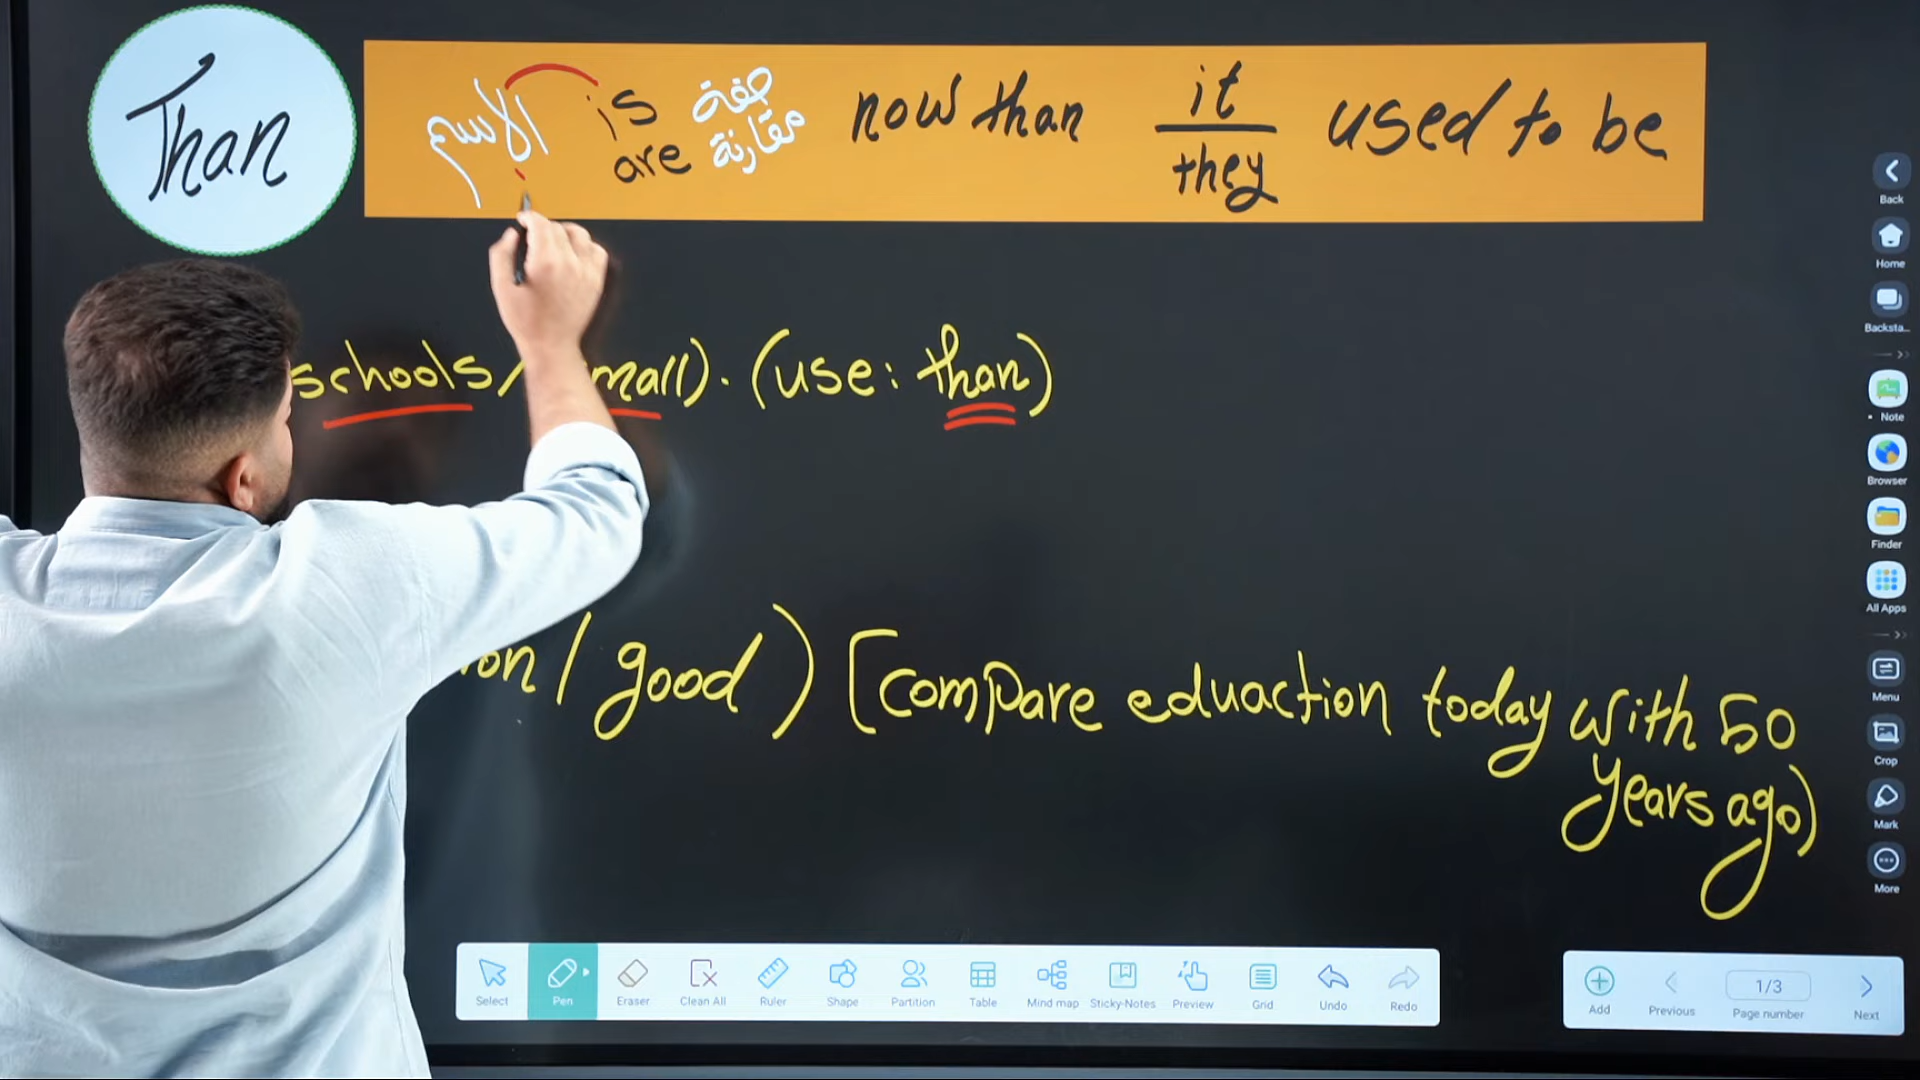 Than
الاسم is are صفة مقارنة now than it they used to be
schools / mall). (use: than)
ion / good) [compare eduaction today with 50
years ago)
Back
Home
Backsta...
Note
Browser
Finder
All Apps
Menu
Crop
Mark
More
Select Pen Eraser Clean All Ruler Shape Partition Table Mind map Sticky-Notes Preview Grid Undo Redo
Add Previous 1/3 Page number Next